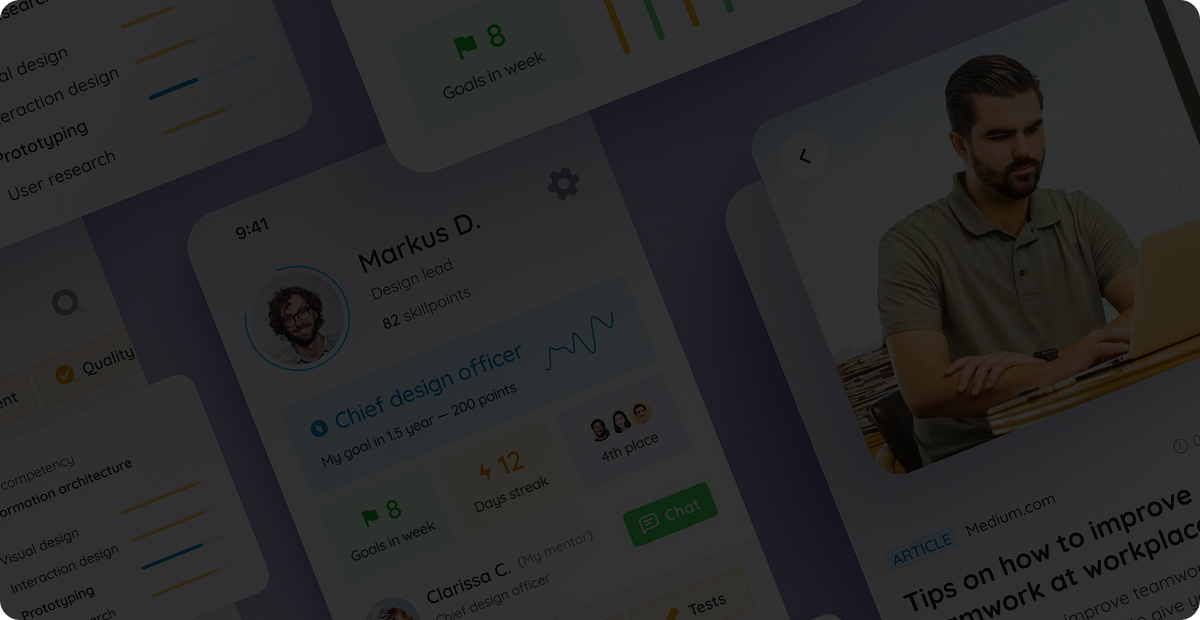 al design
eraction design
Prototyping
User research
8
Goals in week
9:41
Markus D.
Design lead
82 skillpoints
Chief design officer
My goal in 1.5 year — 200 points
8
Goals in week
12
Days streak
4th place
Clarissa C. (My mentor)
Chief design officer
Chat
Tests
Quality
ent
competency
ormation architecture
Visual design
Interaction design
Prototyping
ARTICLE Medium.com
Tips on how to improve
amwork at workplac
improve teamwo
to give yo